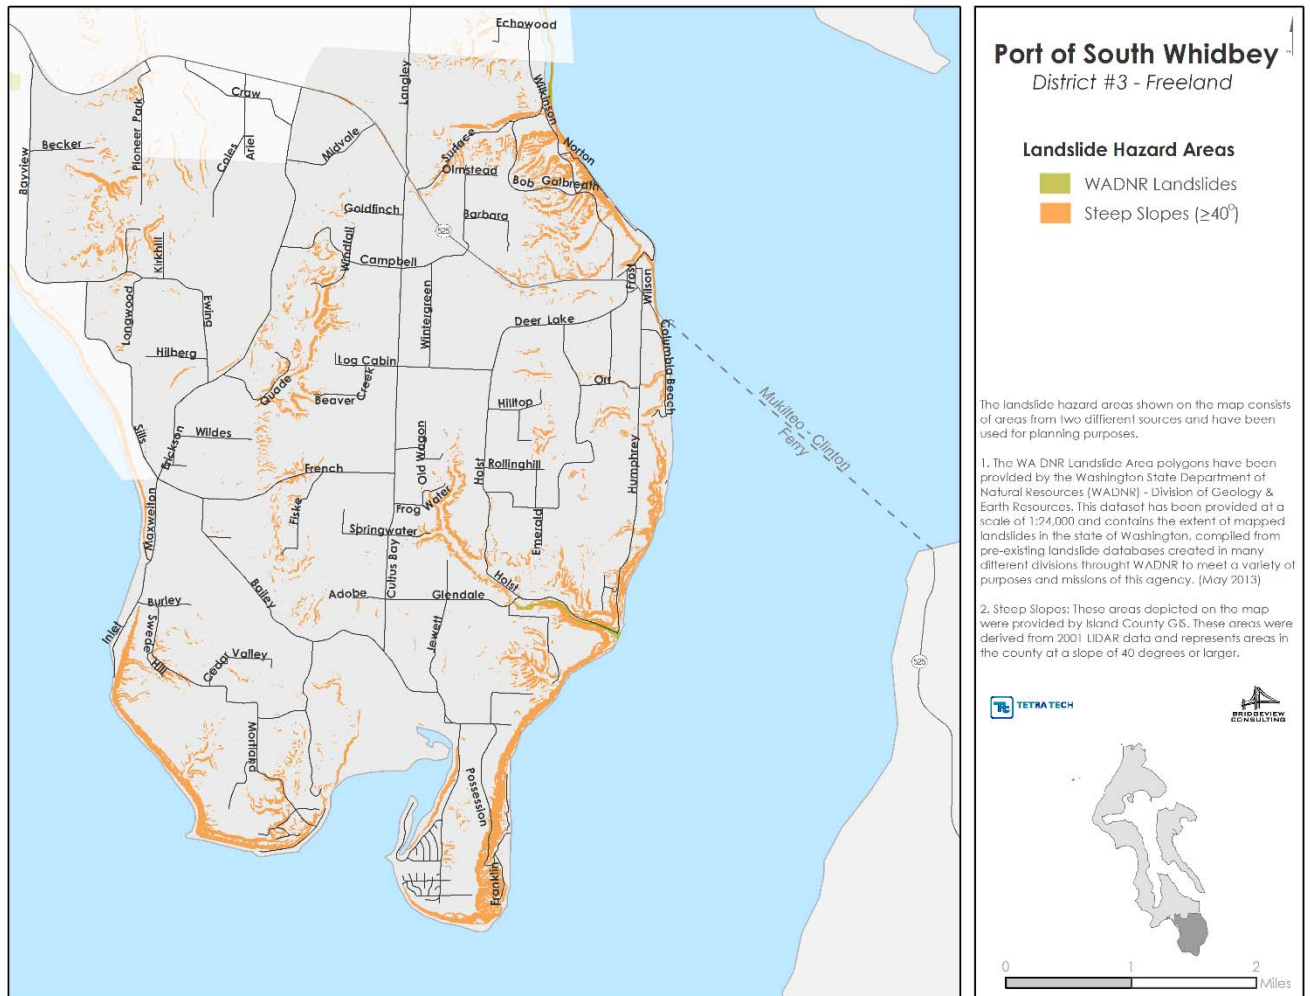 Echowood
Wilkinson
Langley
Craw
Pioneer Park
Ariel
Coles
Midvale
Becker
Bayview
Surface
Norton
Olmstead
Bob Galbreath
Goldfinch
Barbara
525
Kirkhill
Windfall
Campbell
Frost
Wilson
Longwood
Ewing
Wintergreen
Deer Lake
Columbia Beach
Hilberg
Log Cabin
Quade
Beaver Creek
Orr
Hilltop
Mukilteo - Clinton
Ferry
Sills
Erickson
Wildes
Old Wagon
Humphrey
French
Holst
Rollinghill
Maxwelton
Fiske
Frog Water
Springwater
Emerald
Cultus Bay
Holst
Bailey
Adobe
Glendale
Burley
Inlet
Swede Hill
Jewett
Cedar Valley
525
Morlland
Possession
Franklin
Port of South Whidbey
District #3 - Freeland
Landslide Hazard Areas
WADNR Landslides
Steep Slopes (≥40⁰)
The landslide hazard areas shown on the map consists
of areas from two different sources and have been
used for planning purposes.
1. The WA DNR Landslide Area polygons have been
provided by the Washington State Department of
Natural Resources (WADNR) - Division of Geology &
Earth Resources. This dataset has been provided at a
scale of 1:24,000 and contains the extent of mapped
landslides in the state of Washington, compiled from
pre-existing landslide databases created in many
different divisions throught WADNR to meet a variety of
purposes and missions of this agency. (May 2013)
2. Steep Slopes: These areas depicted on the map
were provided by Island County GIS. These areas were
derived from 2001 LIDAR data and represents areas in
the county at a slope of 40 degrees or larger.
TETRA TECH
BRIDGEVIEW
CONSULTING
0 1 2
Miles